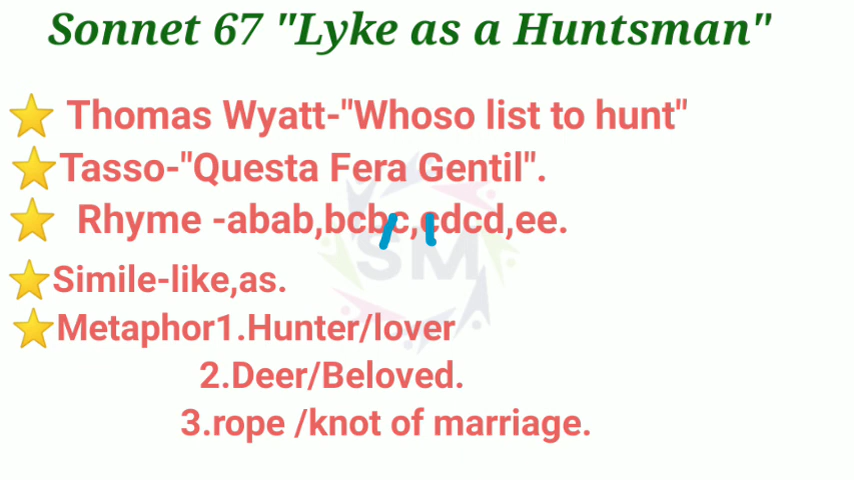 Sonnet 67 "Lyke as a Huntsman"
Thomas Wyatt-"Whoso list to hunt"
Tasso-"Questa Fera Gentil".
Rhyme -abab,bcbc,cdcd,ee.
SM
Simile-like,as.
Metaphor1.Hunter/lover
2.Deer/Beloved.
3.rope /knot of marriage.